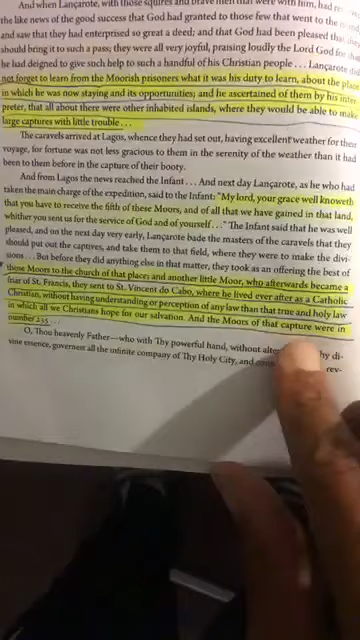 And when Lançarote, with those squires and brave men that were with him, had
the like news of the good success that God had granted to those few that went to the
and saw that they had enterprised so great a deed; and that God had been pleased that
should bring it to such a pass; they were all very joyful, praising loudly the Lord God for that
he had deigned to give such help to such a handful of his Christian people . . . Lançarote did
not forget to learn from the Moorish prisoners what it was his duty to learn, about the place
in which he was now staying and its opportunities; and he ascertained of them by his inter-
preter, that all about there were other inhabited islands, where they would be able to make
large captures with little trouble . . .
The caravels arrived at Lagos, whence they had set out, having excellent weather for their
voyage, for fortune was not less gracious to them in the serenity of the weather than it had
been to them before in the capture of their booty.
And from Lagos the news reached the Infant . . . And next day Lançarote, as he who had
taken the main charge of the expedition, said to the Infant: "My lord, your grace well knoweth
that you have to receive the fifth of these Moors, and of all that we have gained in that land,
whither you sent us for the service of God and of yourself . . ." The Infant said that he was well
pleased, and on the next day very early, Lançarote bade the masters of the caravels that they
should put out the captives, and take them to that field, where they were to make the divi-
sions . . . But before they did anything else in that matter, they took as an offering the best of
those Moors to the church of that place; and another little Moor, who afterwards became a
friar of St. Francis, they sent to St. Vincent do Cabo, where he lived ever after as a Catholic
Christian, without having understanding or perception of any law than that true and holy law
in which all we Christians hope for our salvation. And the Moors of that capture were in
number 235 . . .
O, Thou heavenly Father—who with Thy powerful hand, without
di-
vine essence, governest all the infinite company of Thy Holy City, and
rev-